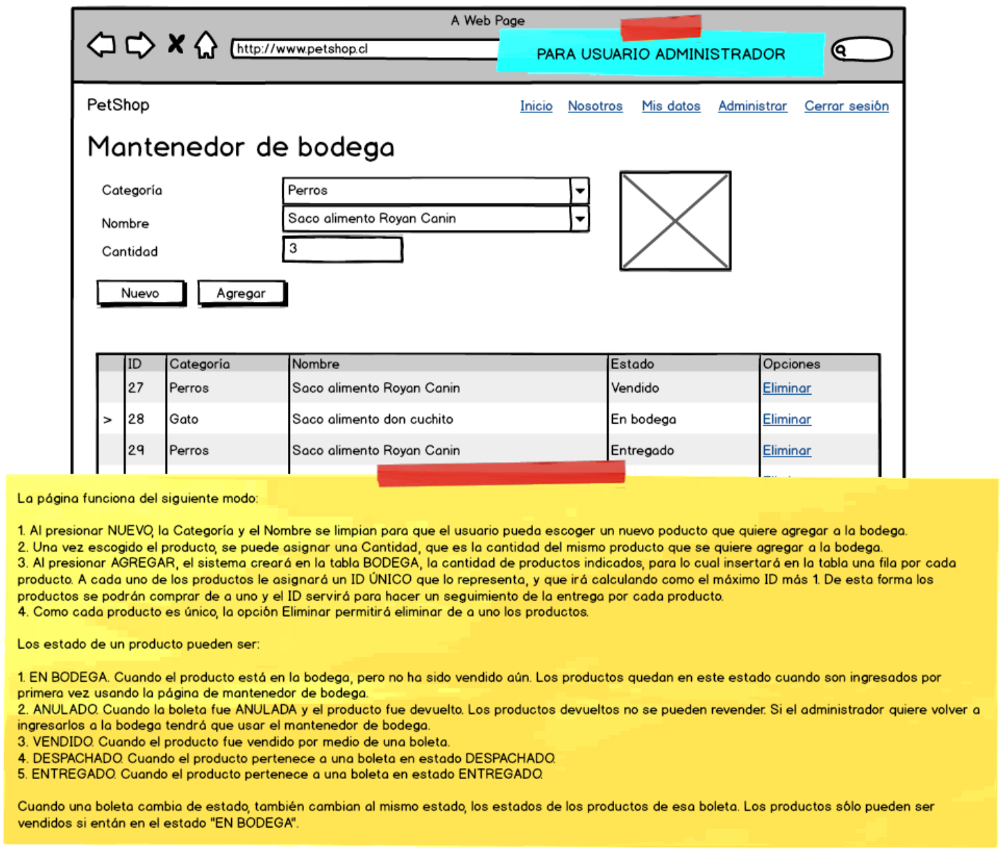 A Web Page
http://www.petshop.cl
PARA USUARIO ADMINISTRADOR
PetShop
Inicio Nosotros Mis datos Administrar Cerrar sesión
Mantenedor de bodega
Categoría Perros
Nombre Saco alimento Royan Canin
Cantidad 3
Nuevo Agregar
ID Categoría Nombre Estado Opciones
27 Perros Saco alimento Royan Canin Vendido Eliminar
> 28 Gato Saco alimento don cuchito En bodega Eliminar
29 Perros Saco alimento Royan Canin Entregado Eliminar
La página funciona del siguiente modo:
1. Al presionar NUEVO, la Categoría y el Nombre se limpian para que el usuario pueda escoger un nuevo poducto que quiere agregar a la bodega.
2. Una vez escogido el producto, se puede asignar una Cantidad, que es la cantidad del mismo producto que se quiere agregar a la bodega.
3. Al presionar AGREGAR, el sistema creará en la tabla BODEGA, la cantidad de productos indicados, para lo cual insertará en la tabla una fila por cada
producto. A cada uno de los productos le asignará un ID ÚNICO que lo representa, y que irá calculando como el máximo ID más 1. De esta forma los
productos se podrán comprar de a uno y el ID servirá para hacer un seguimiento de la entrega por cada producto.
4. Como cada producto es único, la opción Eliminar permitirá eliminar de a uno los productos.
Los estado de un producto pueden ser:
1. EN BODEGA. Cuando el producto está en la bodega, pero no ha sido vendido aún. Los productos quedan en este estado cuando son ingresados por
primera vez usando la página de mantenedor de bodega.
2. ANULADO. Cuando la boleta fue ANULADA y el producto fue devuelto. Los productos devueltos no se pueden revender. Si el administrador quiere volver a
ingresarlos a la bodega tendrá que usar el mantenedor de bodega.
3. VENDIDO. Cuando el producto fue vendido por medio de una boleta.
4. DESPACHADO. Cuando el producto pertenece a una boleta en estado DESPACHADO.
5. ENTREGADO. Cuando el producto pertenece a una boleta en estado ENTREGADO.
Cuando una boleta cambia de estado, también cambian al mismo estado, los estados de los productos de esa boleta. Los productos sólo pueden ser
vendidos si entán en el estado "EN BODEGA".